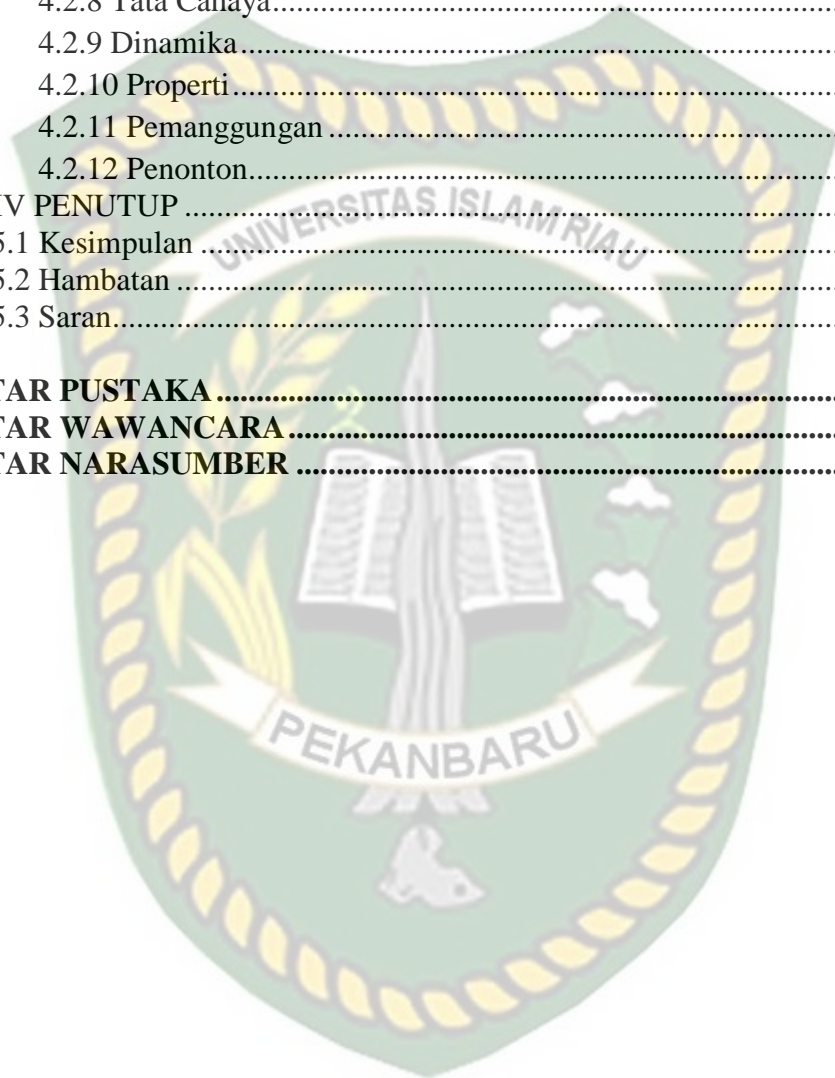 4.2.8 Tata Cahaya........................................................................
4.2.9 Dinamika............................................................................
4.2.10 Properti.............................................................................
4.2.11 Pemanggungan ................................................................
4.2.12 Penonton..........................................................................
IV PENUTUP ..................................................................................
5.1 Kesimpulan ...............................................................................
5.2 Hambatan ..................................................................................
5.3 Saran...........................................................................................
TAR PUSTAKA..............................................................................
TAR WAWANCARA.....................................................................
TAR NARASUMBER ....................................................................
UNIVERSITAS ISLAM RIAU
PEKANBARU